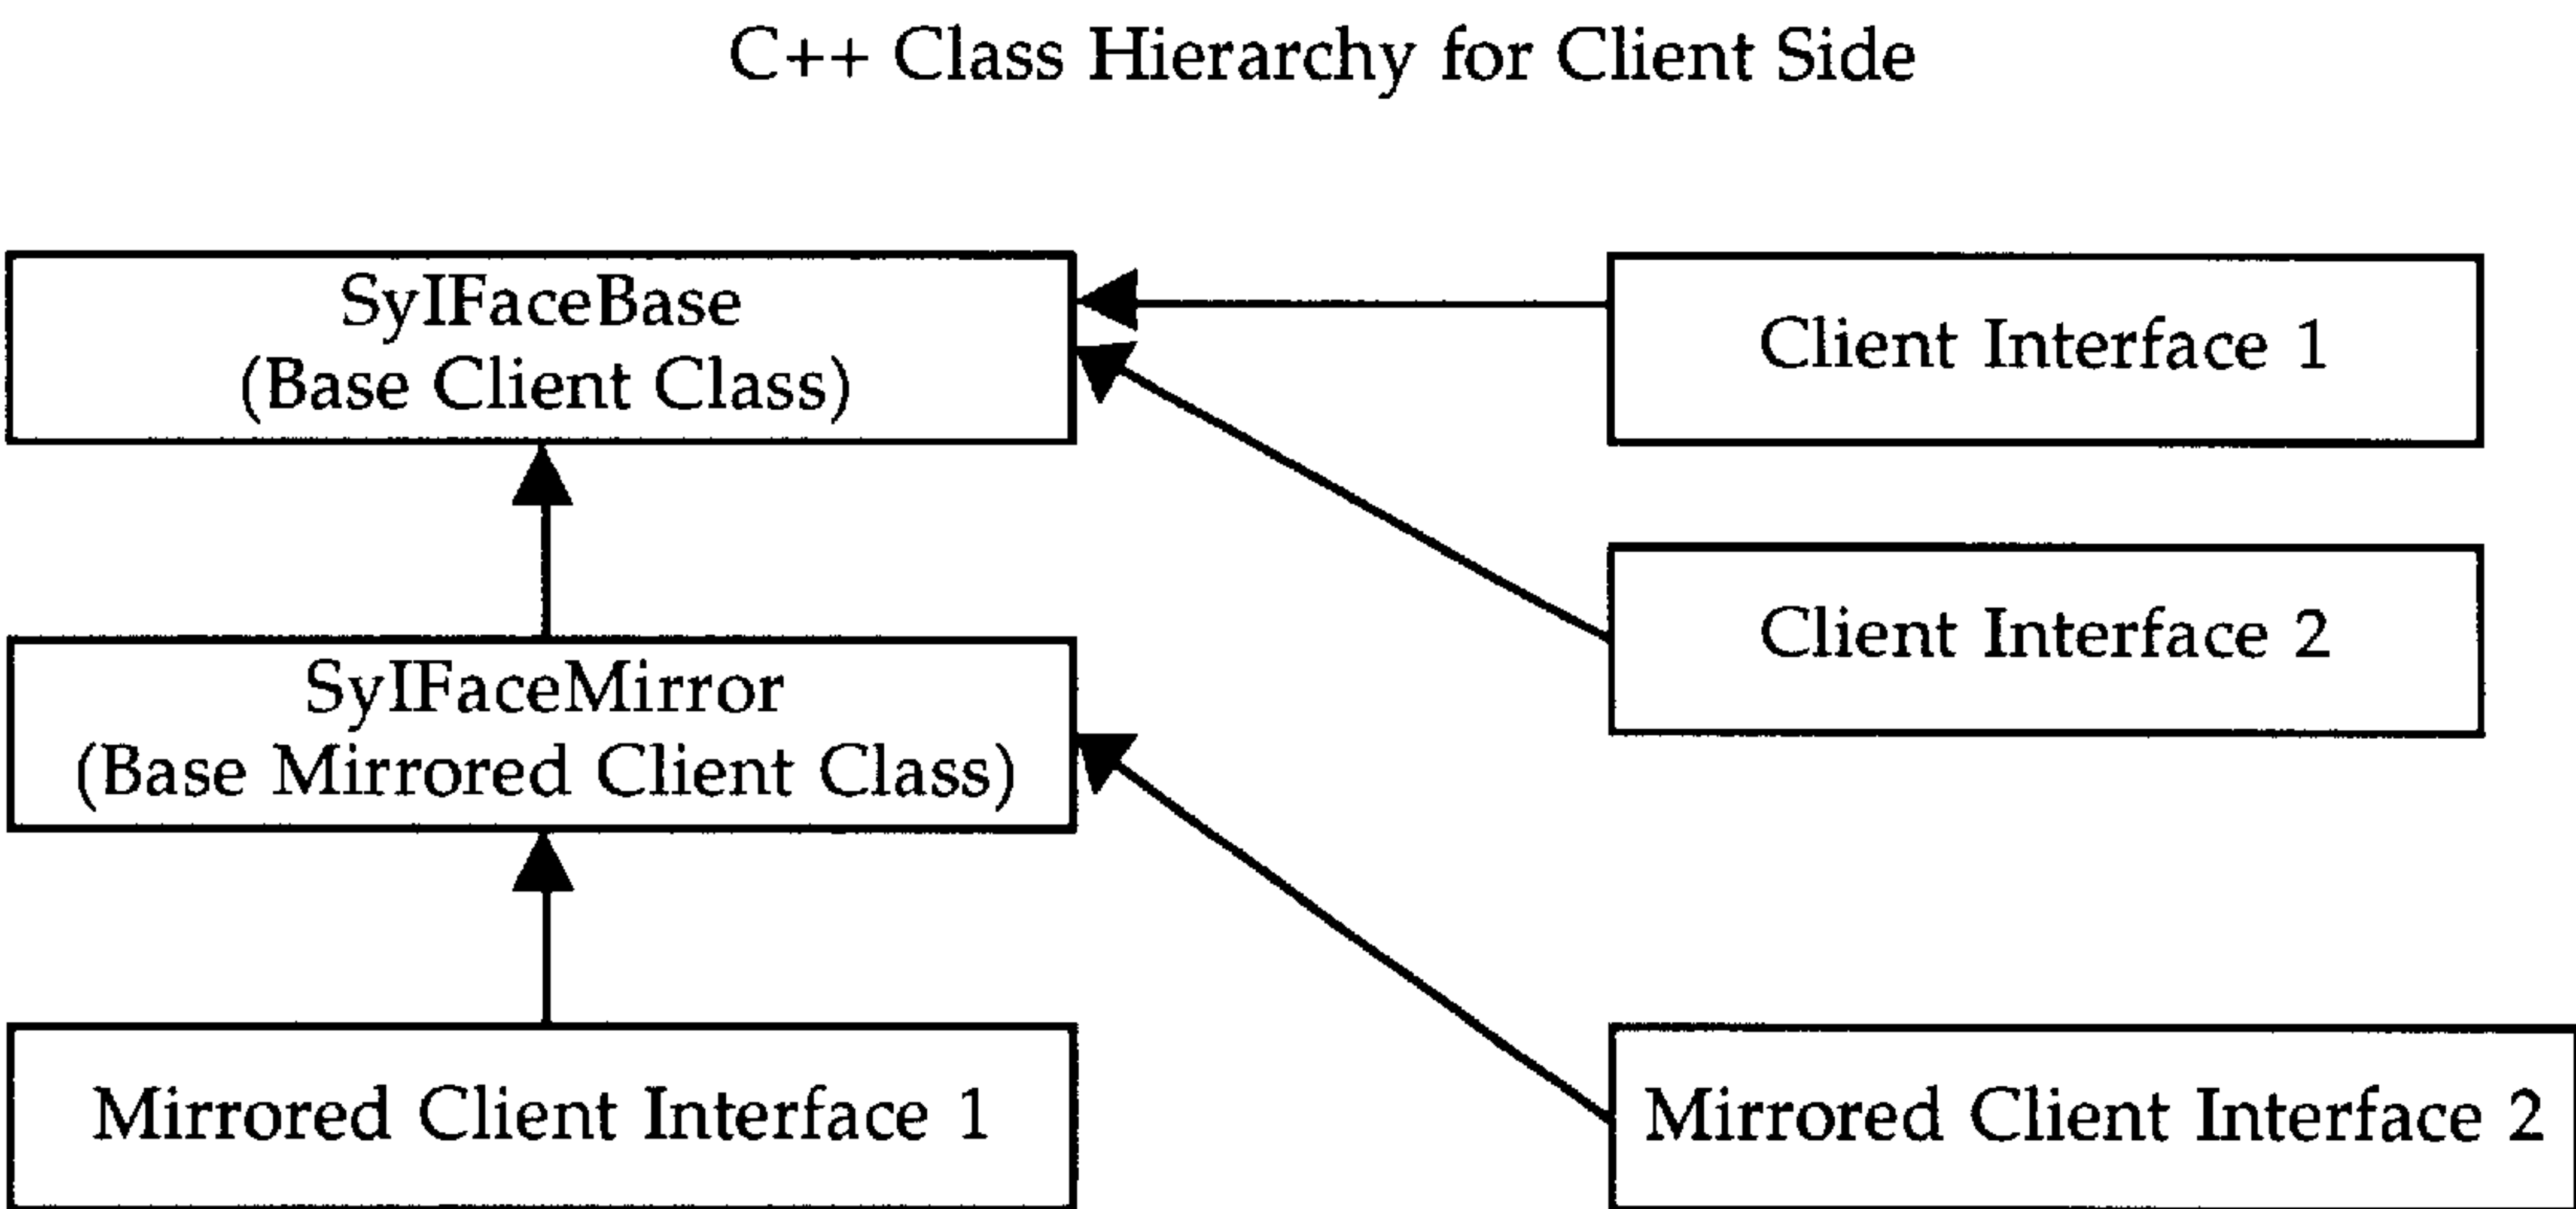 C++ Class Hierarchy for Client Side
SyIFaceBase
(Base Client Class)
Client Interface 1
Client Interface 2
SyIFaceMirror
(Base Mirrored Client Class)
Mirrored Client Interface 1
Mirrored Client Interface 2